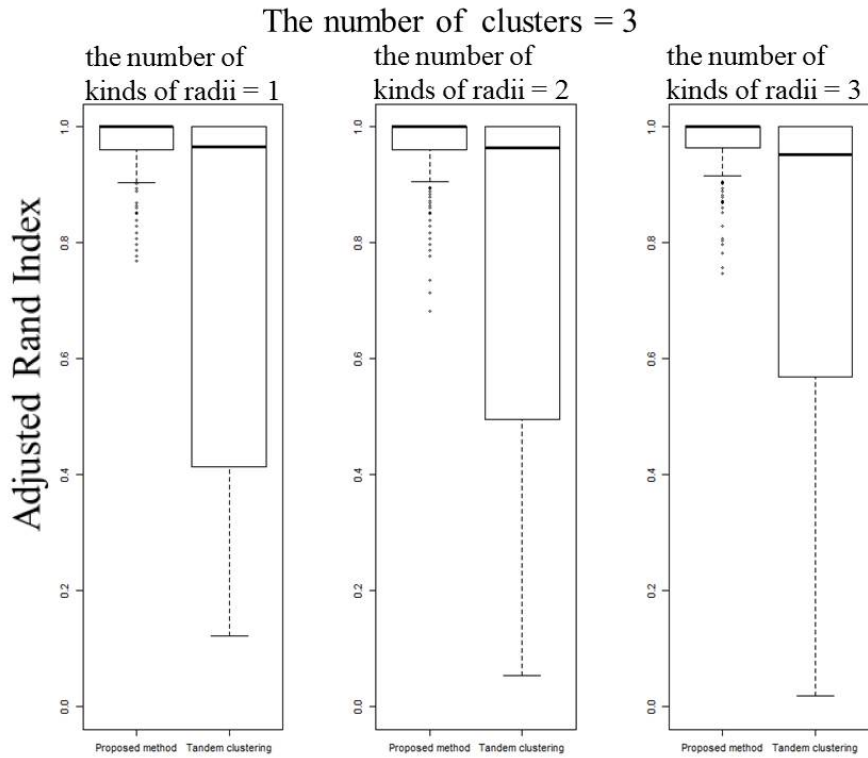 The number of clusters = 3
the number of
kinds of radii = 1
the number of
kinds of radii = 2
the number of
kinds of radii = 3
Adjusted Rand Index
1.0
0.8
0.6
0.4
0.2
0.0
Proposed method Tandem clustering
1.0
0.8
0.6
0.4
0.2
0.0
Proposed method Tandem clustering
1.0
0.8
0.6
0.4
0.2
0.0
Proposed method Tandem clustering